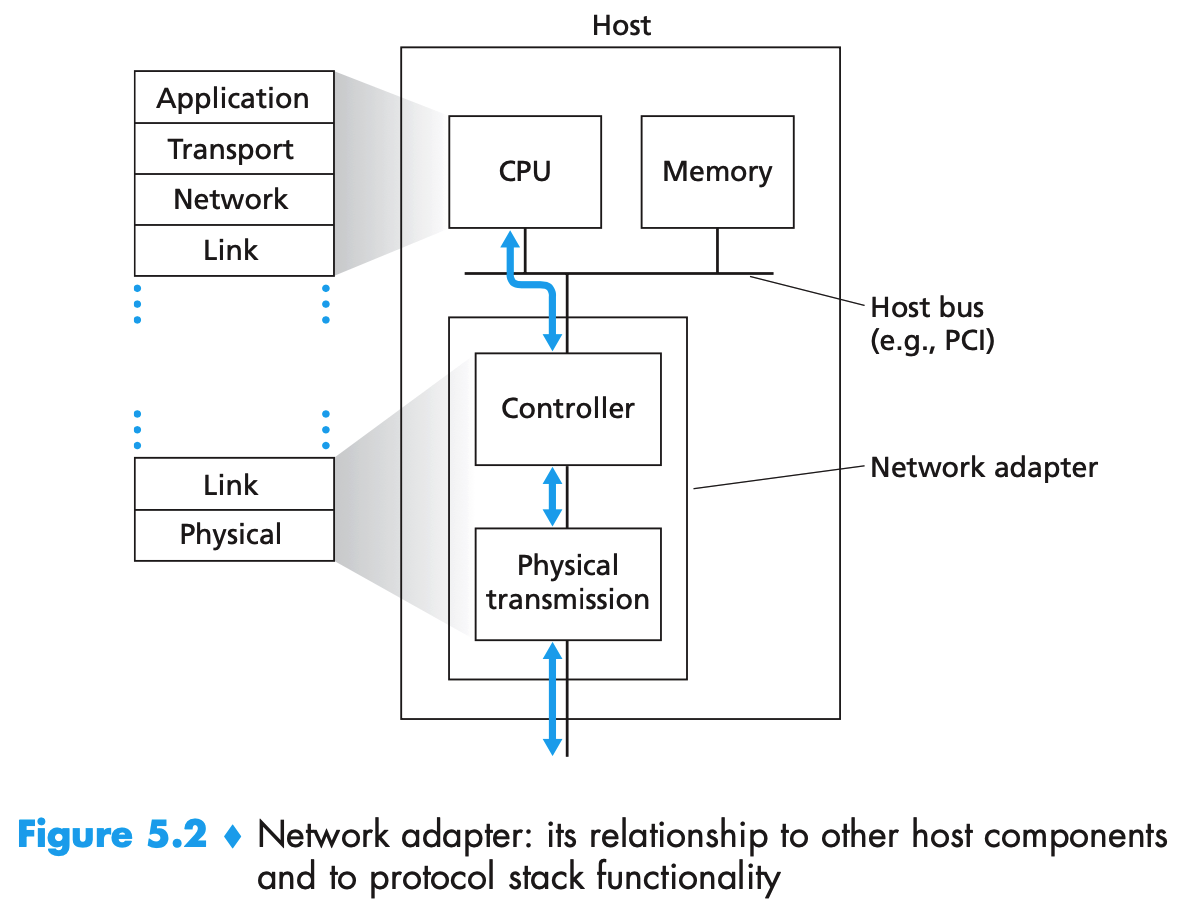 Host
Application
Transport
Network
Link
CPU
Memory
Host bus
(e.g., PCI)
Controller
Network adapter
Link
Physical
Physical
transmission
Figure 5.2 ♦ Network adapter: its relationship to other host components
and to protocol stack functionality